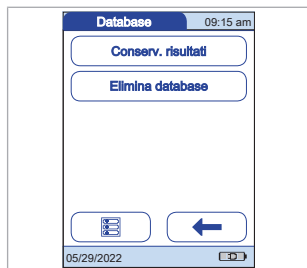 Database 09:15 am
Conserv. risultati
Elimina database
05/29/2022